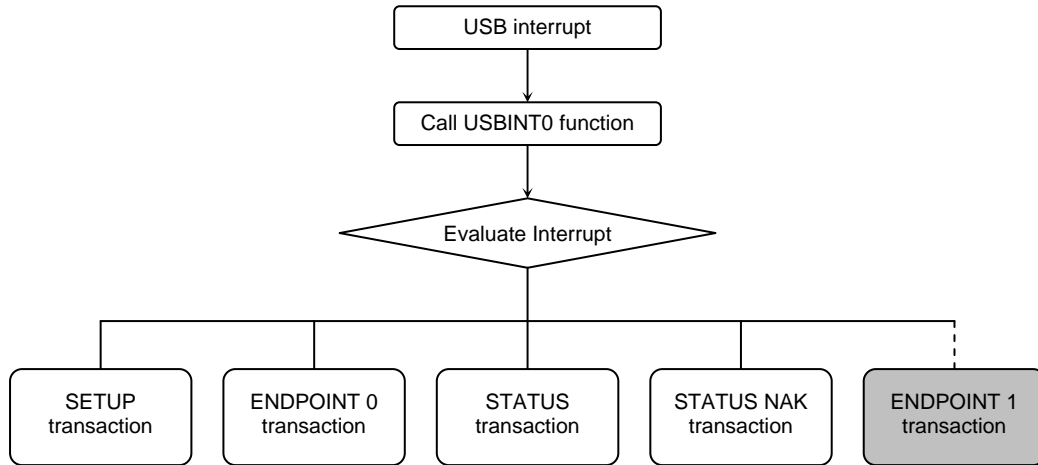 USB interrupt
Call USBINT0 function
Evaluate Interrupt
SETUP
transaction
ENDPOINT 0
transaction
STATUS
transaction
STATUS NAK
transaction
ENDPOINT 1
transaction